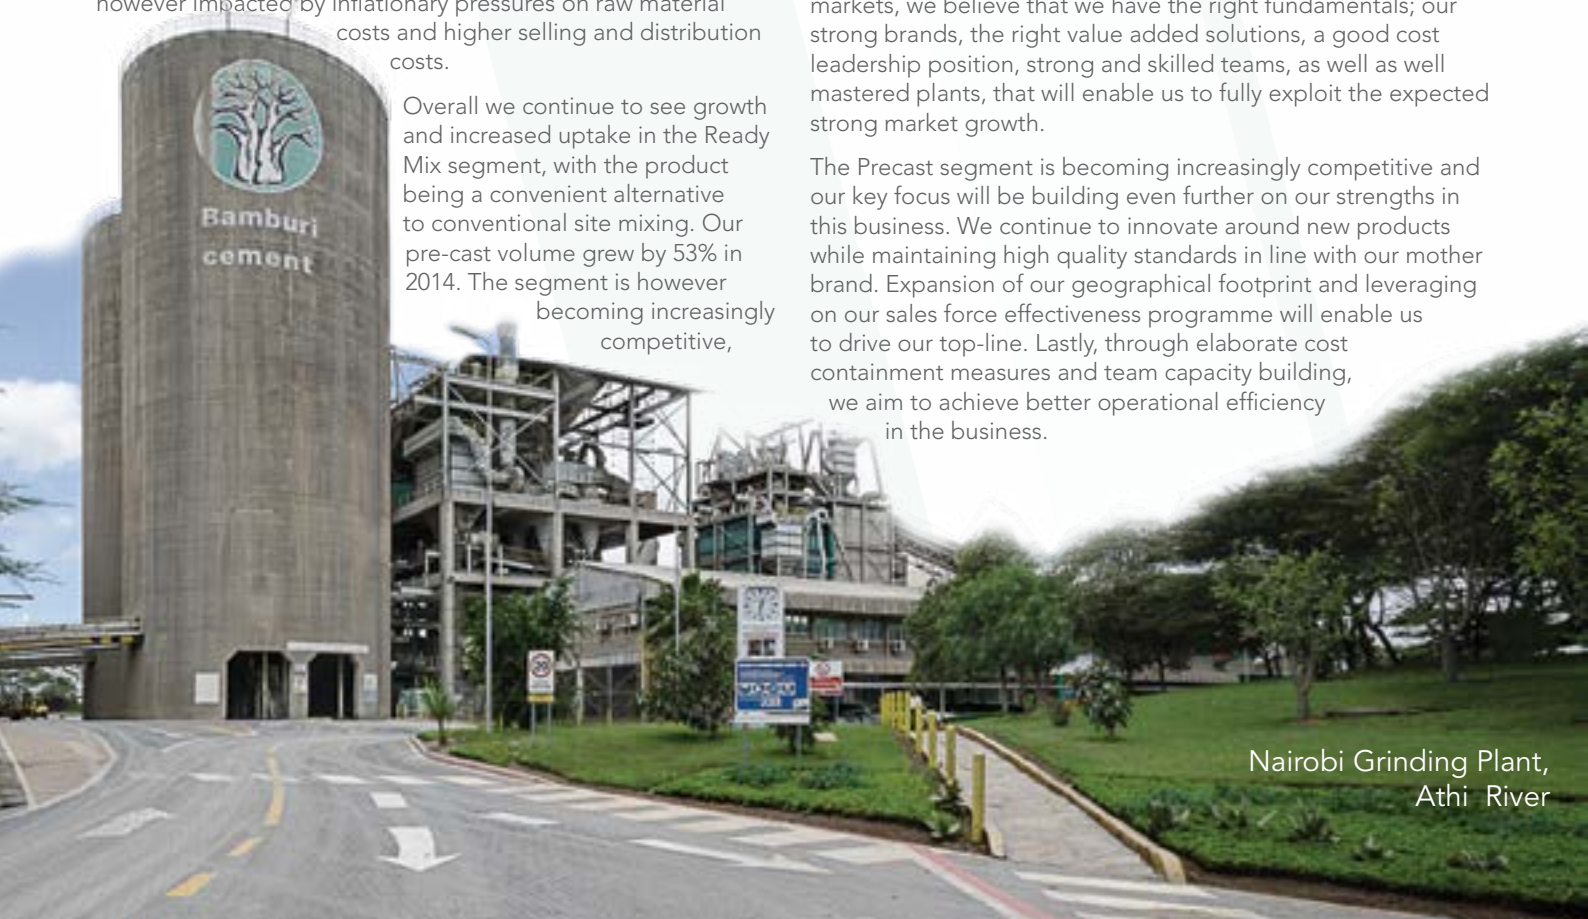 however impacted by inflationary pressures on raw material
costs and higher selling and distribution
costs.
Overall we continue to see growth
and increased uptake in the Ready
Mix segment, with the product
being a convenient alternative
to conventional site mixing. Our
pre-cast volume grew by 53% in
2014. The segment is however
becoming increasingly
competitive,
markets, we believe that we have the right fundamentals; our
strong brands, the right value added solutions, a good cost
leadership position, strong and skilled teams, as well as well
mastered plants, that will enable us to fully exploit the expected
strong market growth.
The Precast segment is becoming increasingly competitive and
our key focus will be building even further on our strengths in
this business. We continue to innovate around new products
while maintaining high quality standards in line with our mother
brand. Expansion of our geographical footprint and leveraging
on our sales force effectiveness programme will enable us
to drive our top-line. Lastly, through elaborate cost
containment measures and team capacity building,
we aim to achieve better operational efficiency
in the business.
Bamburi
cement
20
Nairobi Grinding Plant,
Athi River